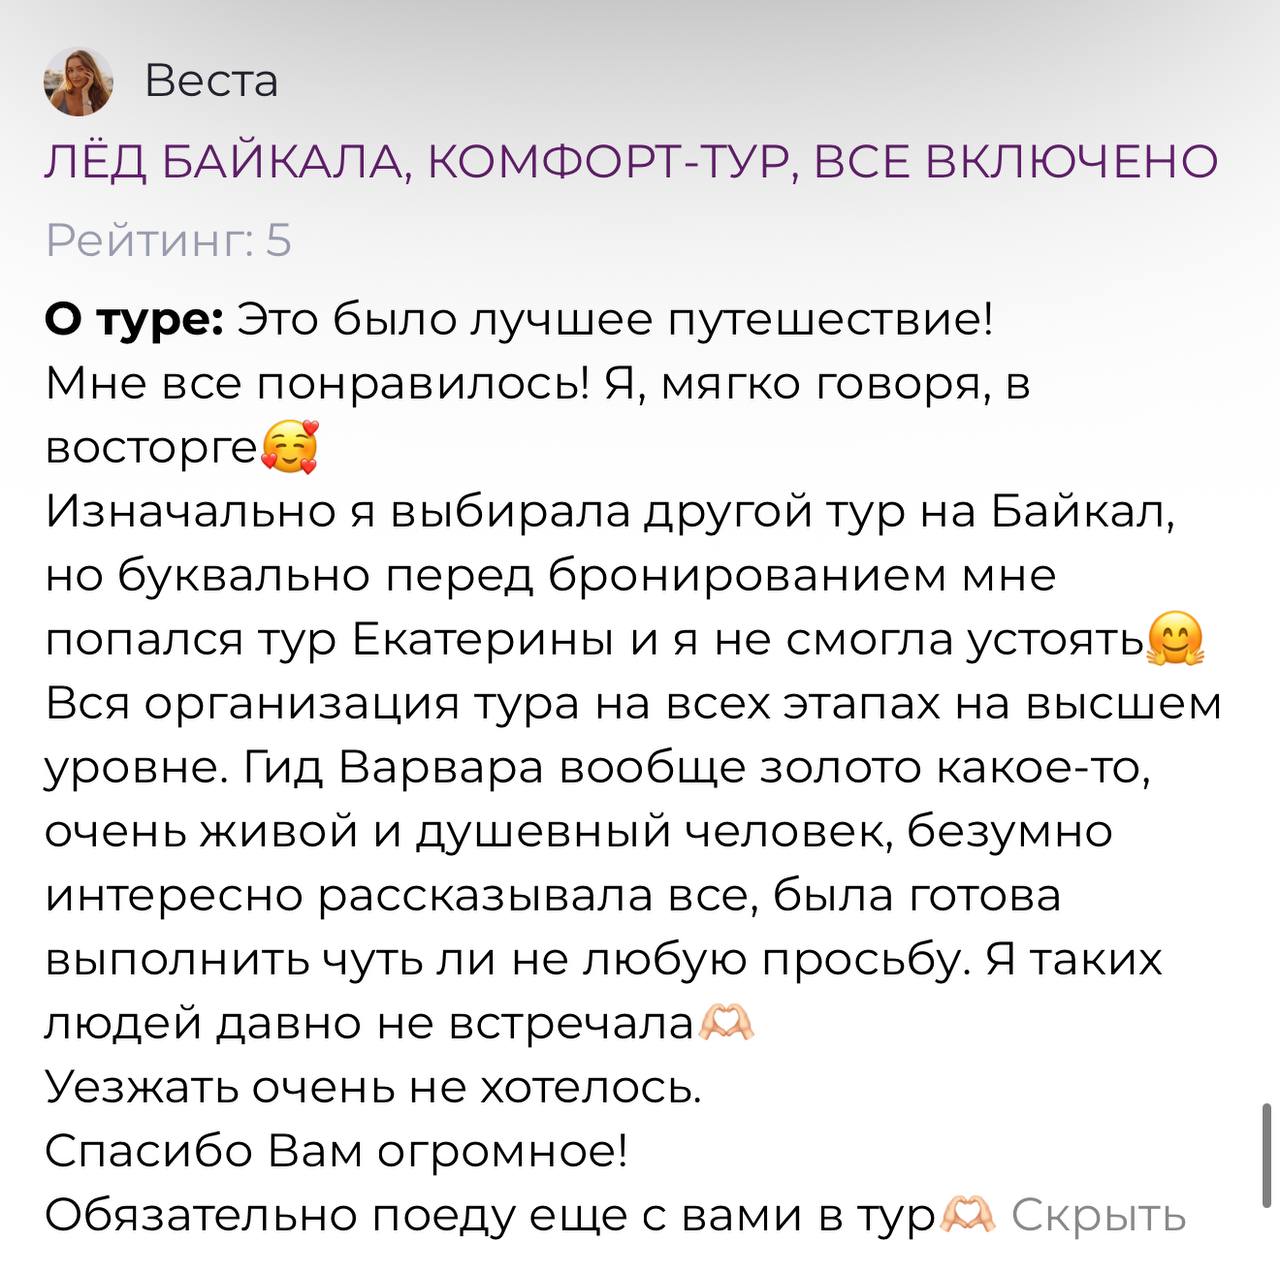 Веста
ЛЁД БАЙКАЛА, КОМФОРТ-ТУР, ВСЕ ВКЛЮЧЕНО
Рейтинг: 5
О туре: Это было лучшее путешествие!
Мне все понравилось! Я, мягко говоря, в
восторге🥰
Изначально я выбирала другой тур на Байкал,
но буквально перед бронированием мне
попался тур Екатерины и я не смогла устоять🤗
Вся организация тура на всех этапах на высшем
уровне. Гид Варвара вообще золото какое-то,
очень живой и душевный человек, безумно
интересно рассказывала все, была готова
выполнить чуть ли не любую просьбу. Я таких
людей давно не встречала🫶🏻
Уезжать очень не хотелось.
Спасибо Вам огромное!
Обязательно поеду еще с вами в тур🫶🏻 Скрыть